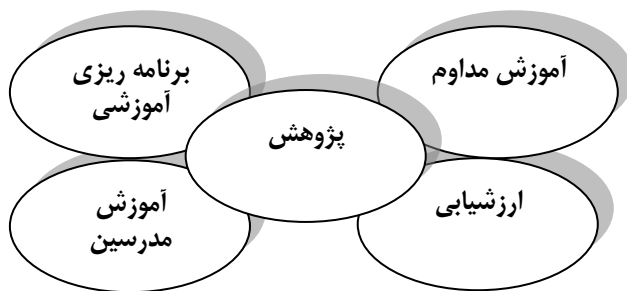 آموزش مداوم
برنامه ریزی
آموزشی
پژوهش
ارزشیابی
آموزش
مدرسین